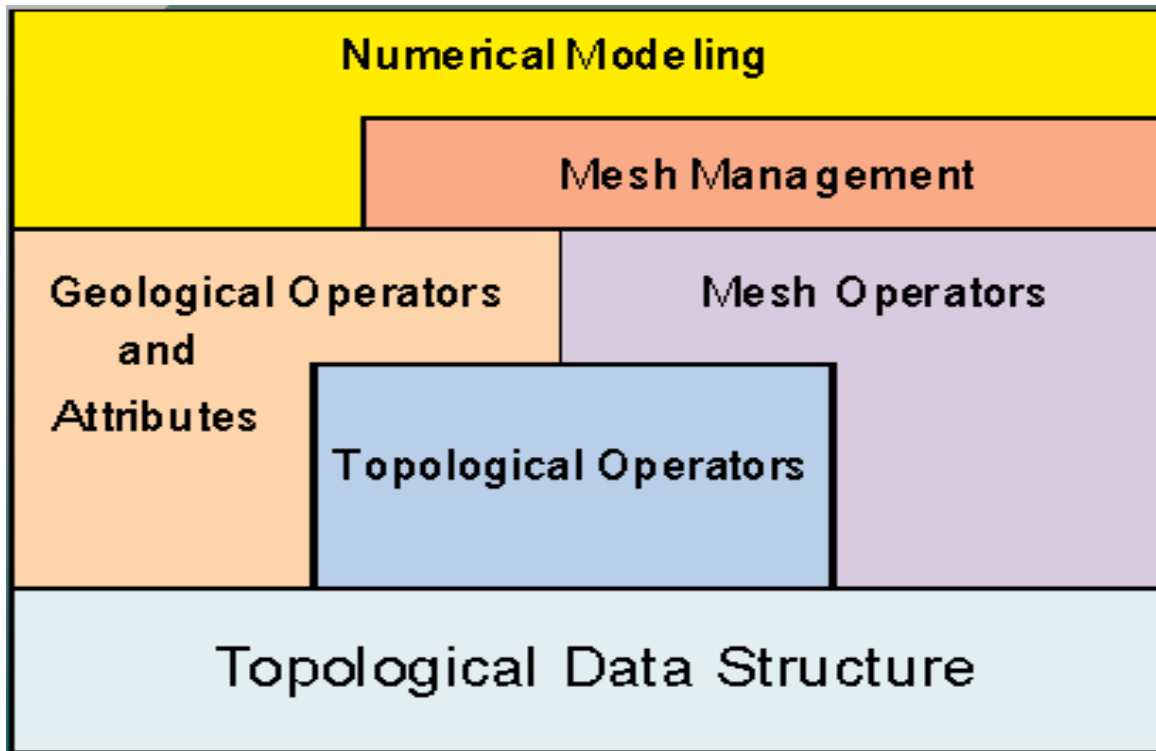 Numerical Modeling
Mesh Management
Geological Operators
and
Attributes
Mesh Operators
Topological Operators
Topological Data Structure